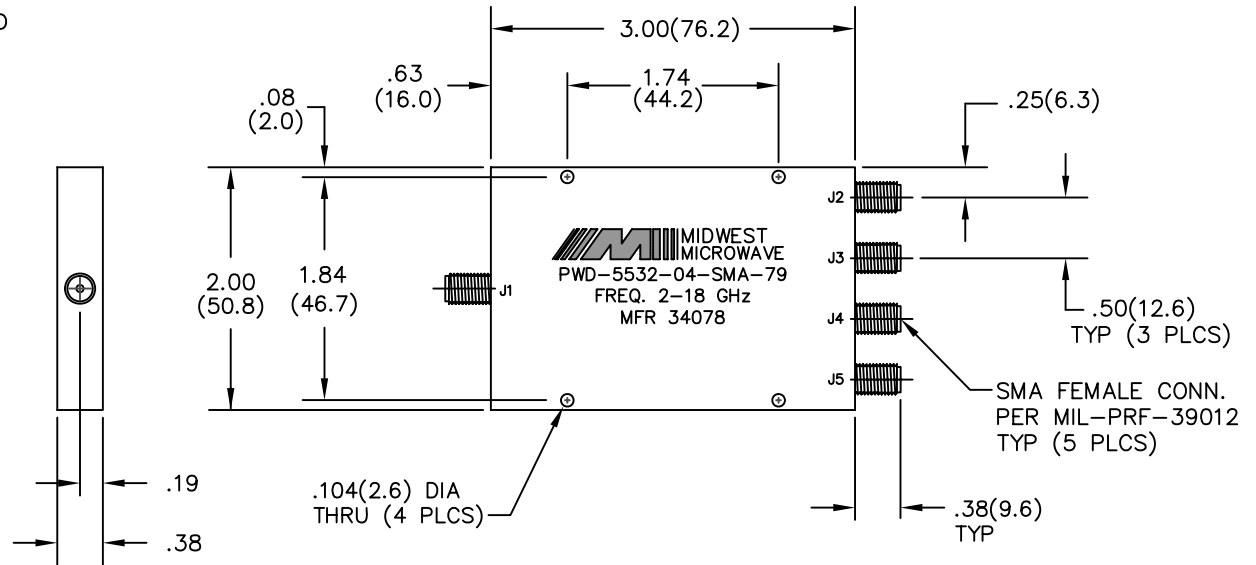 3.00(76.2)
.63
(16.0)
1.74
(44.2)
.08
(2.0)
.25(6.3)
J2
MIDWEST
MICROWAVE
PWD-5532-04-SMA-79
FREQ. 2-18 GHz
MFR 34078
J3
2.00
(50.8)
1.84
(46.7)
J1
J4
.50(12.6)
TYP (3 PLCS)
J5
SMA FEMALE CONN.
PER MIL-PRF-39012
TYP (5 PLCS)
.19
.104(2.6) DIA
THRU (4 PLCS)
.38(9.6)
TYP
.38